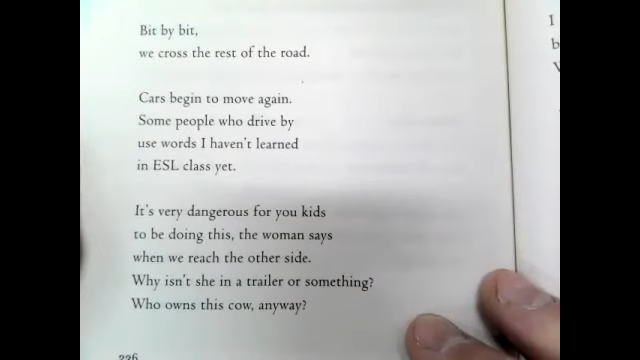 Bit by bit,
we cross the rest of the road.
Cars begin to move again.
Some people who drive by
use words I haven't learned
in ESL class yet.
It's very dangerous for you kids
to be doing this, the woman says
when we reach the other side.
Why isn't she in a trailer or something?
Who owns this cow, anyway?
226
I